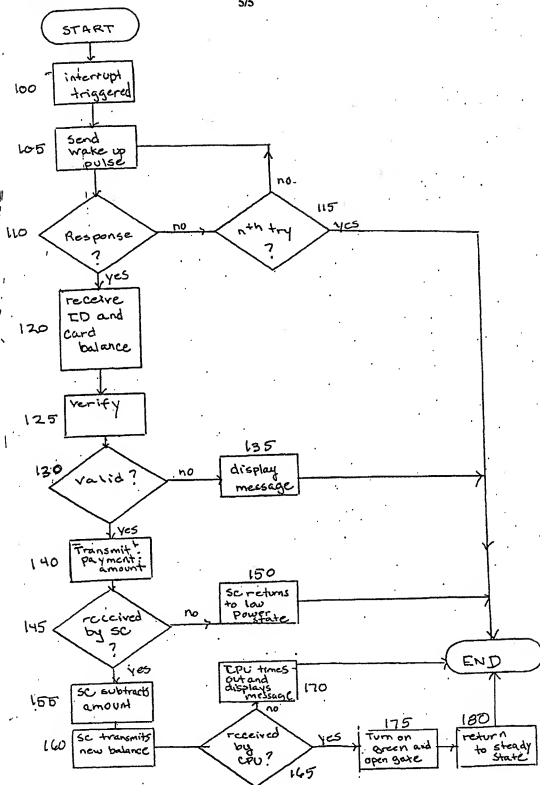 5/5
START
100
interrupt
triggered
105
Send
wake up
pulse
no
110
Response
?
no
115
nth try
?
yes
yes
120
receive
ID and
card
balance
125
verify
130
valid?
no
135
display
message
yes
140
Transmit
payment
amount
145
received
by SC
?
no
150
SC returns
to low
power
state
yes
155
SC subtracts
amount
160
SC transmits
new balance
165
received
by
CPU?
no
170
CPU times
out and
displays
message
yes
175
Turn on
green and
open gate
180
return
to steady
state
END